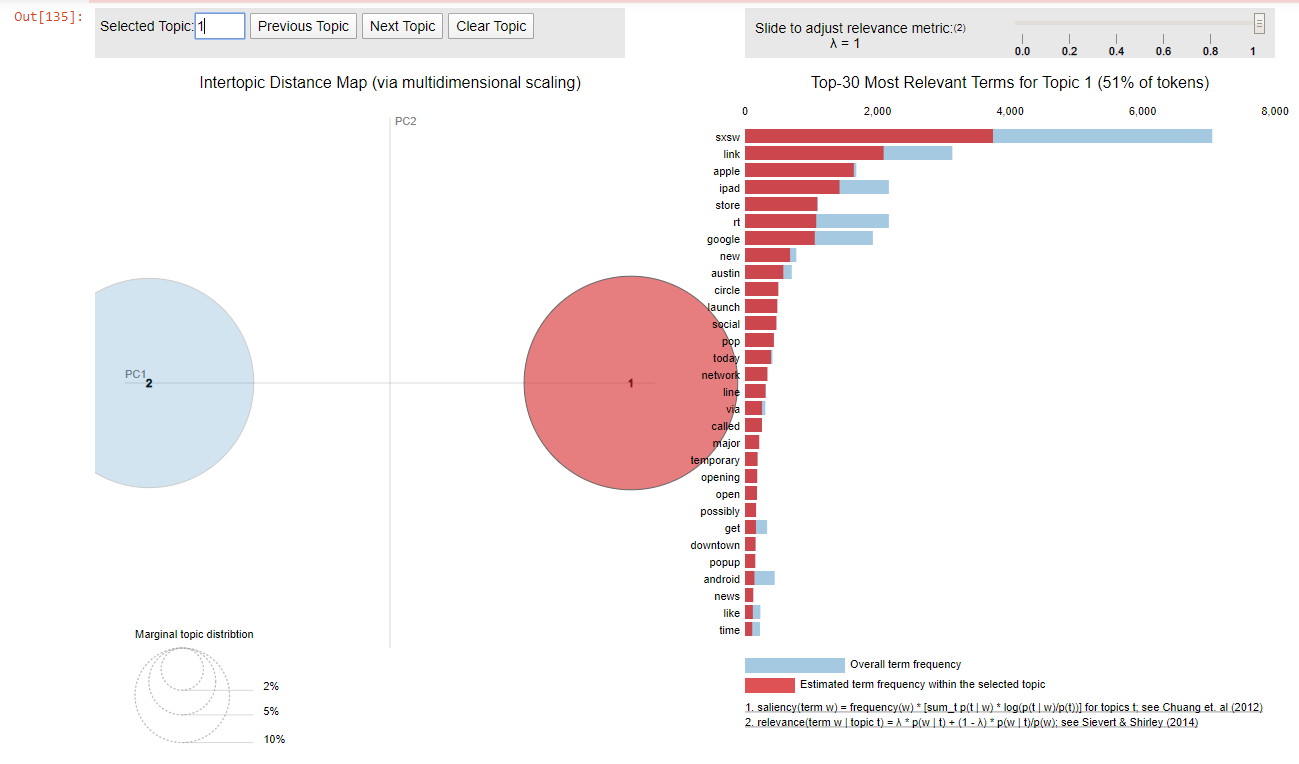 Out[135]:
Selected Topic: 1 Previous Topic Next Topic Clear Topic
Slide to adjust relevance metric:(2)
λ = 1
0.0 0.2 0.4 0.6 0.8 1
Intertopic Distance Map (via multidimensional scaling)
PC2
PC1
2
1
Marginal topic distribtion
2%
5%
10%
Top-30 Most Relevant Terms for Topic 1 (51% of tokens)
0 2,000 4,000 6,000 8,000
sxsw
link
apple
ipad
store
rt
google
new
austin
circle
launch
social
pop
today
network
line
via
called
major
temporary
opening
open
possibly
get
downtown
popup
android
news
like
time
Overall term frequency
Estimated term frequency within the selected topic
1. saliency(term w) = frequency(w) * [sum_t p(t | w) * log(p(t | w)/p(t))] for topics t; see Chuang et. al (2012)
2. relevance(term w | topic t) = λ * p(w | t) + (1 - λ) * p(w | t)/p(w); see Sievert & Shirley (2014)